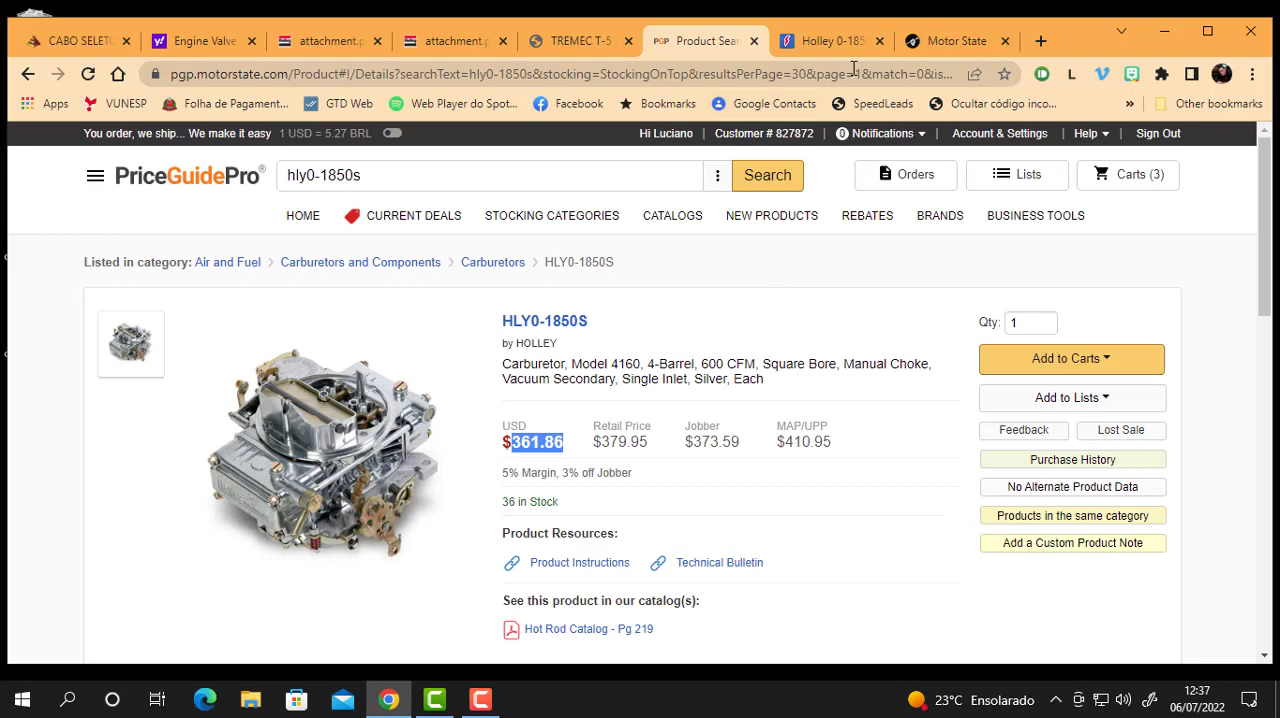 CABO SELETO
Engine Valve
attachment.p
attachment.p
TREMEC T-5
PGP Product Sear
Holley 0-1850
Motor State
pgp.motorstate.com/Product#!/Details?searchText=hly0-1850s&stocking=StockingOnTop&resultsPerPage=30&page=1&match=0&is...
Apps
VUNESP
Folha de Pagament...
GTD Web
Web Player do Spot...
Facebook
Bookmarks
Google Contacts
SpeedLeads
Ocultar código inco...
»
Other bookmarks
You order, we ship... We make it easy
1 USD = 5.27 BRL
Hi Luciano
Customer # 827872
0 Notifications
Account & Settings
Help
Sign Out
PriceGuidePro
hly0-1850s
Search
Orders
Lists
Carts (3)
HOME
CURRENT DEALS
STOCKING CATEGORIES
CATALOGS
NEW PRODUCTS
REBATES
BRANDS
BUSINESS TOOLS
Listed in category: Air and Fuel > Carburetors and Components > Carburetors > HLY0-1850S
HLY0-1850S
by HOLLEY
Carburetor, Model 4160, 4-Barrel, 600 CFM, Square Bore, Manual Choke,
Vacuum Secondary, Single Inlet, Silver, Each
USD
Retail Price
Jobber
MAP/UPP
$361.86
$379.95
$373.59
$410.95
5% Margin, 3% off Jobber
36 in Stock
Product Resources:
Product Instructions
Technical Bulletin
See this product in our catalog(s):
Hot Rod Catalog - Pg 219
Qty: 1
Add to Carts
Add to Lists
Feedback
Lost Sale
Purchase History
No Alternate Product Data
Products in the same category
Add a Custom Product Note
23°C Ensolarado
12:37
06/07/2022